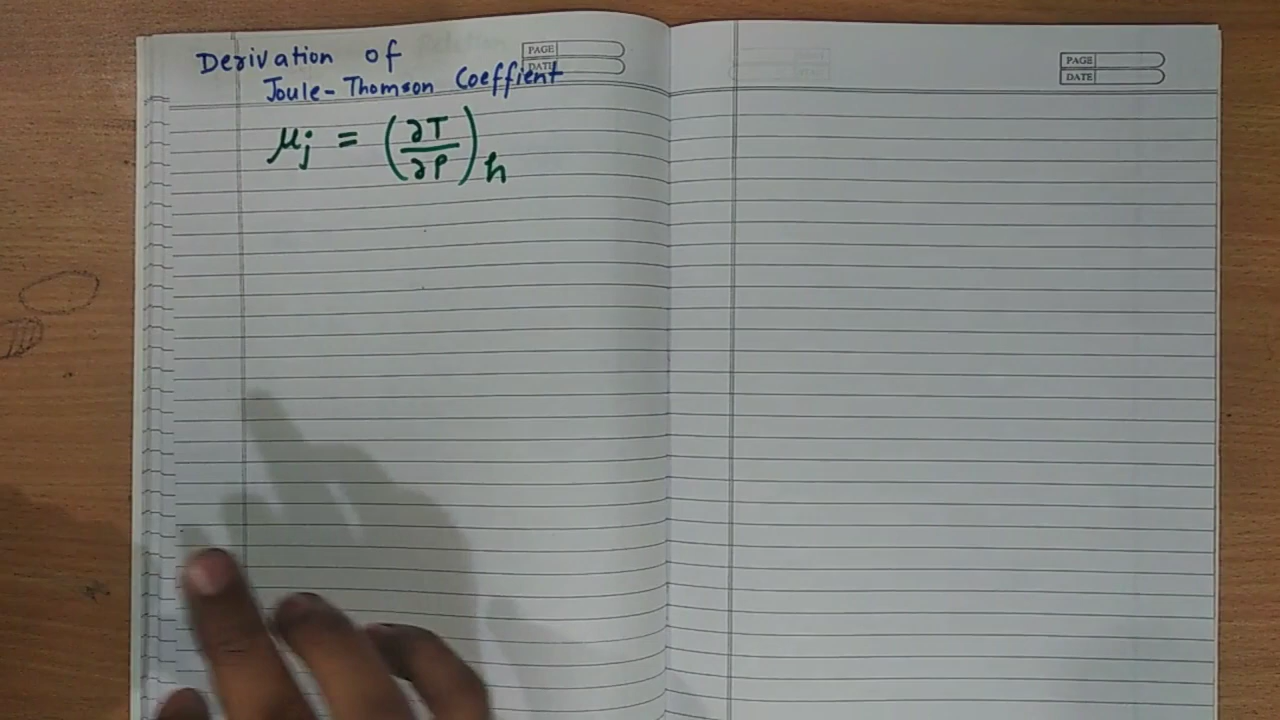 Derivation of
Joule-Thomson Coeffient
μj = (∂T/∂P)h
PAGE
DATE
PAGE
DATE